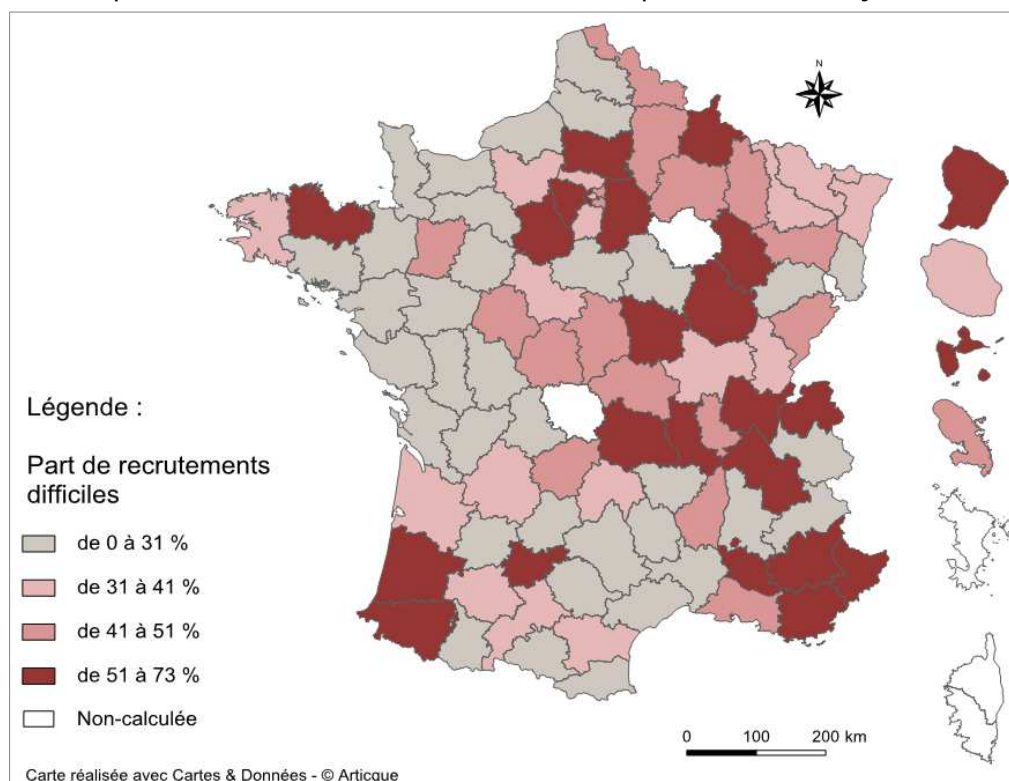 N
Légende :
Part de recrutements
difficiles
de 0 à 31 %
de 31 à 41 %
de 41 à 51 %
de 51 à 73 %
Non-calculée
0 100 200 km
Carte réalisée avec Cartes & Données - © Articque